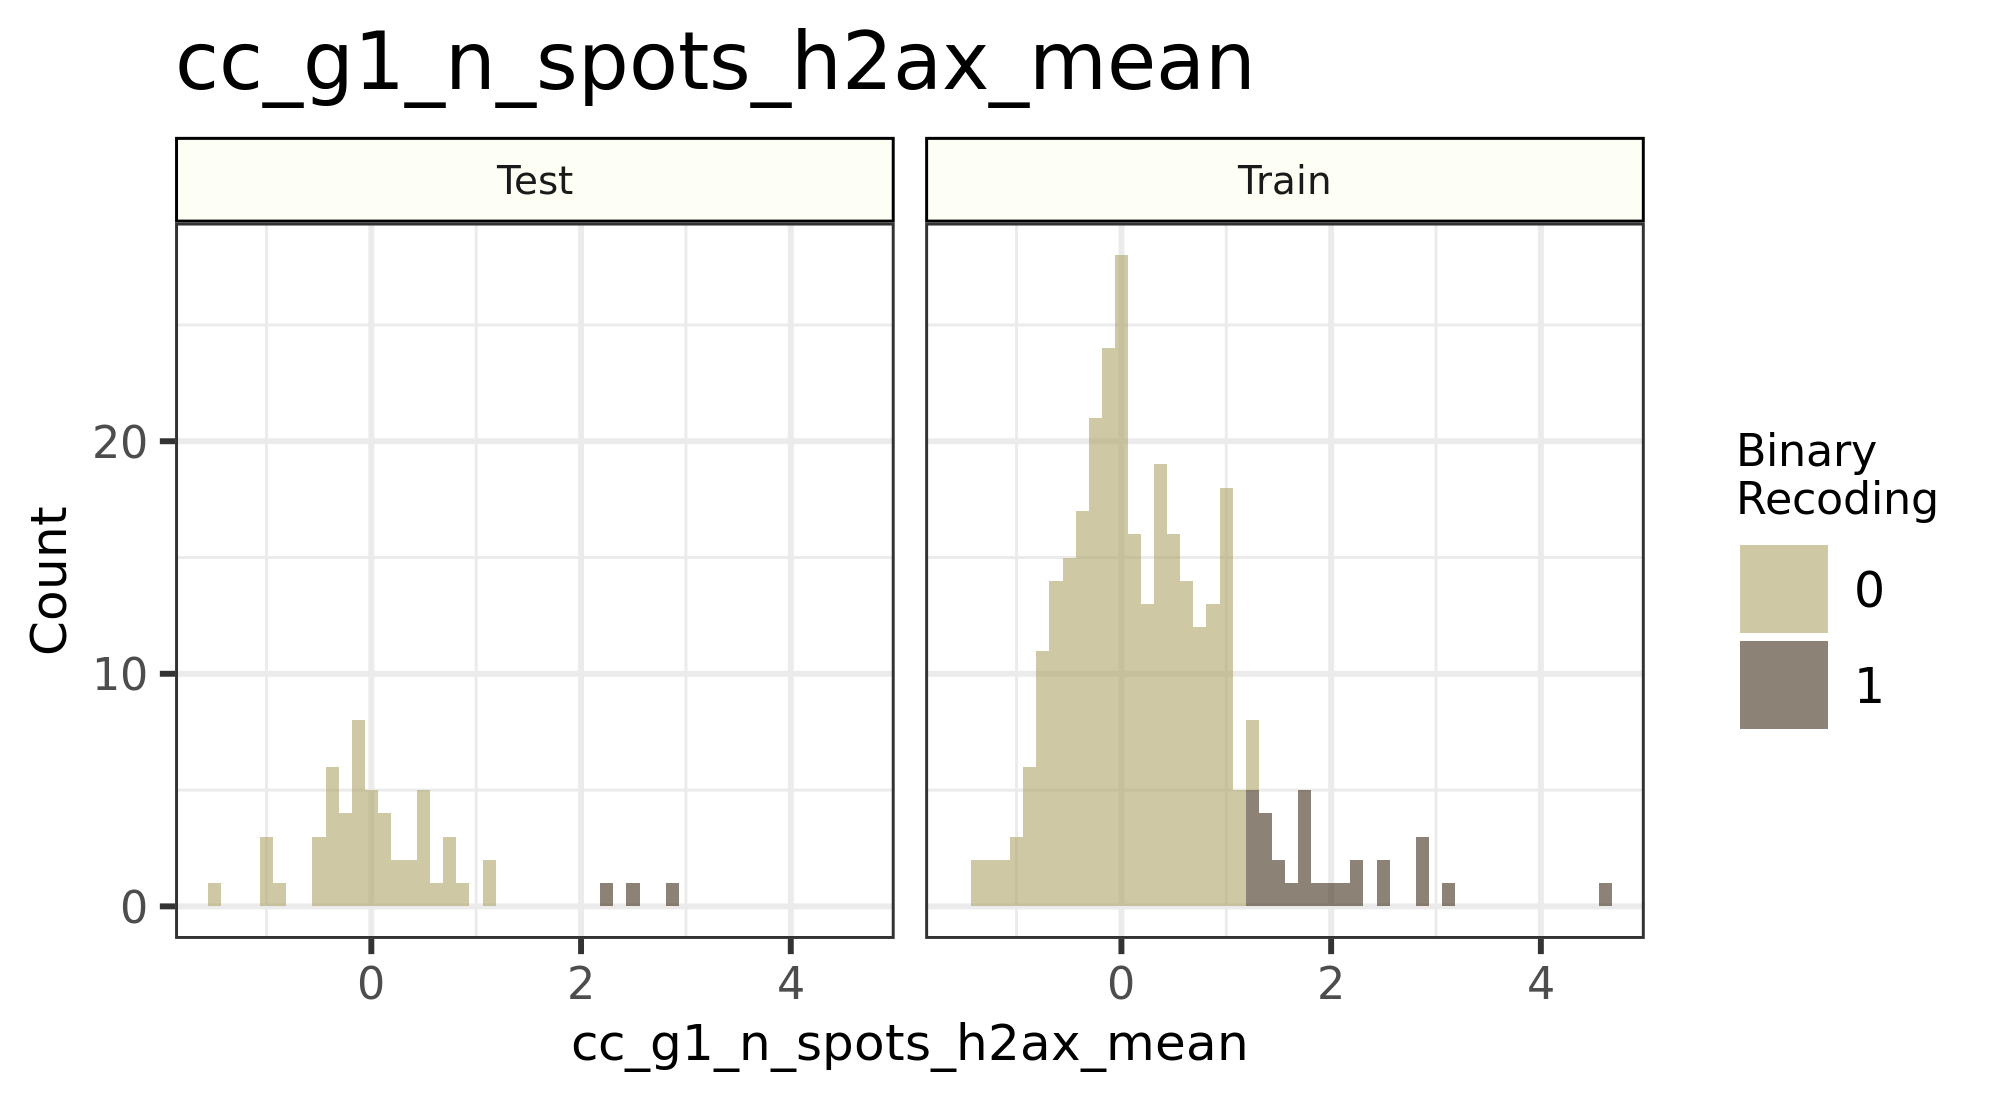 cc_g1_n_spots_h2ax_mean
Test
Train
Count
20
10
0
0
2
4
0
2
4
cc_g1_n_spots_h2ax_mean
Binary
Recoding
0
1